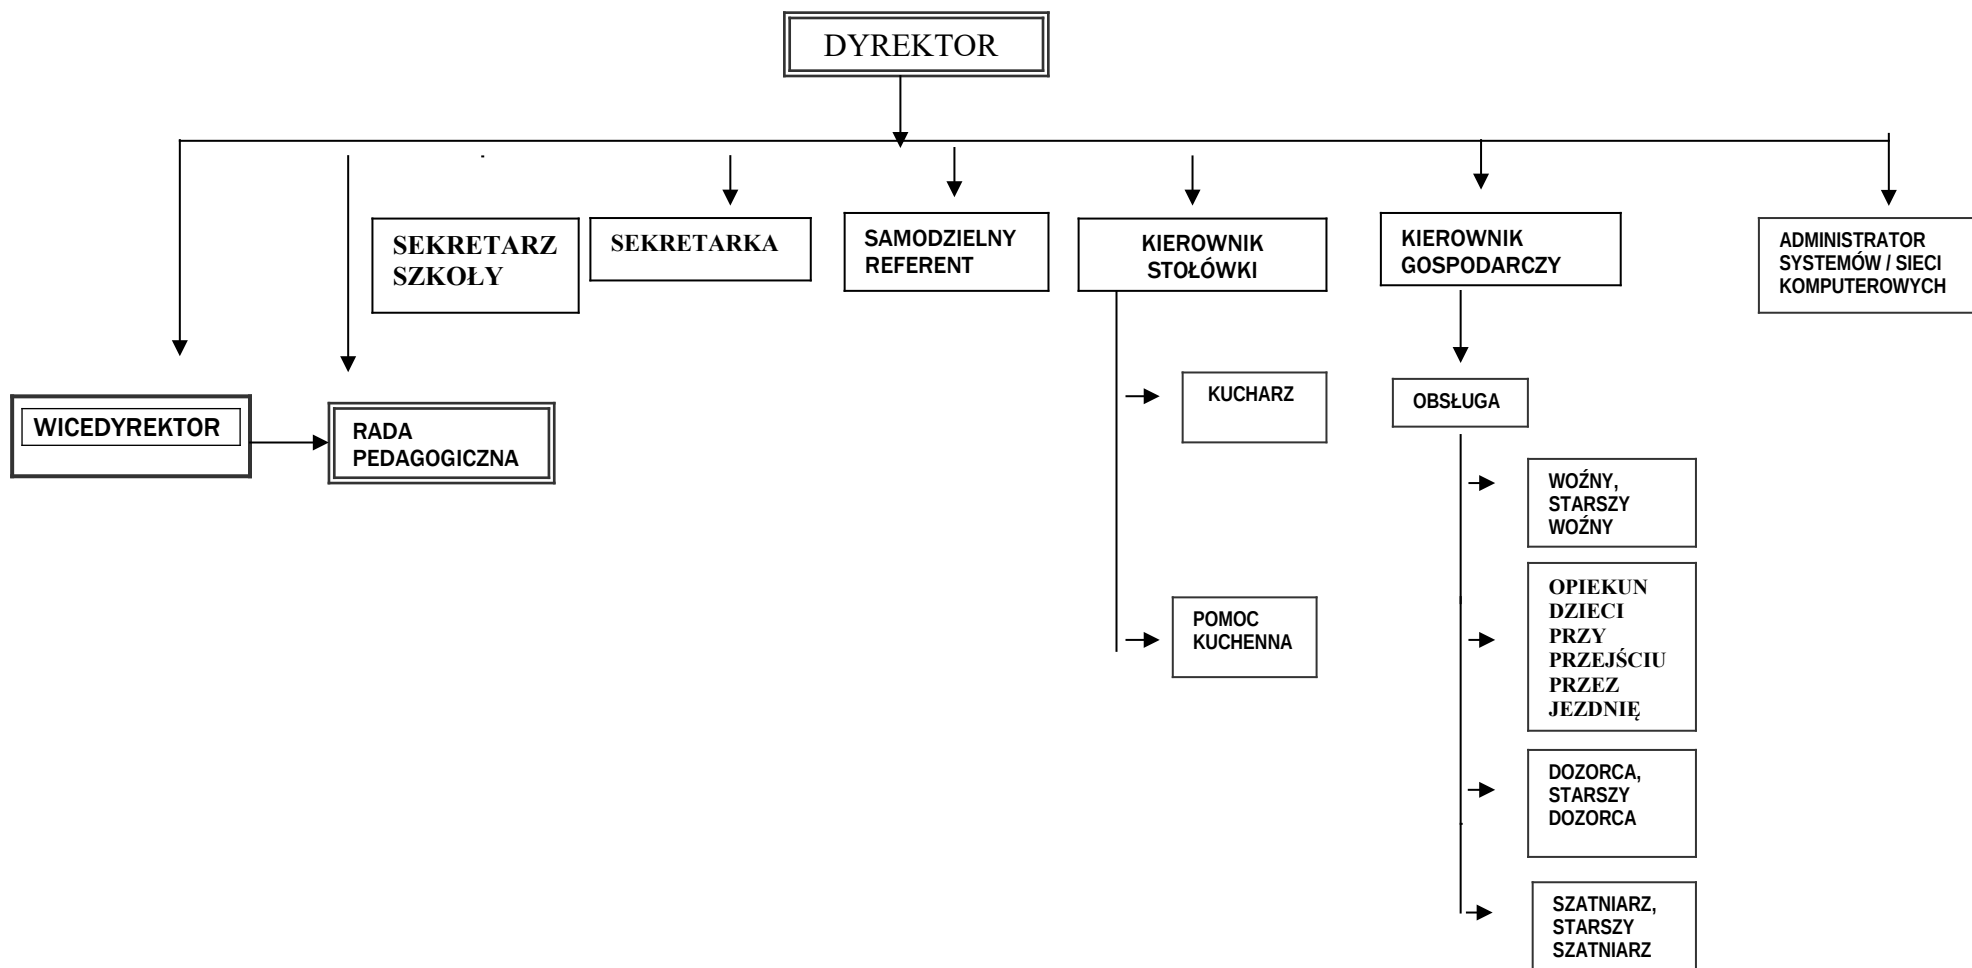 DYREKTOR
SEKRETARZ
SZKOŁY
SEKRETARKA
SAMODZIELNY
REFERENT
KIEROWNIK
STOŁÓWKI
KIEROWNIK
GOSPODARCZY
ADMINISTRATOR
SYSTEMÓW / SIECI
KOMPUTEROWYCH
WICEDYREKTOR
RADA
PEDAGOGICZNA
KUCHARZ
OBSŁUGA
WOŹNY,
STARSZY
WOŹNY
POMOC
KUCHENNA
OPIEKUN
DZIECI
PRZY
PRZEJŚCIU
PRZEZ
JEZDNIĘ
DOZORCA,
STARSZY
DOZORCA
SZATNIARZ,
STARSZY
SZATNIARZ